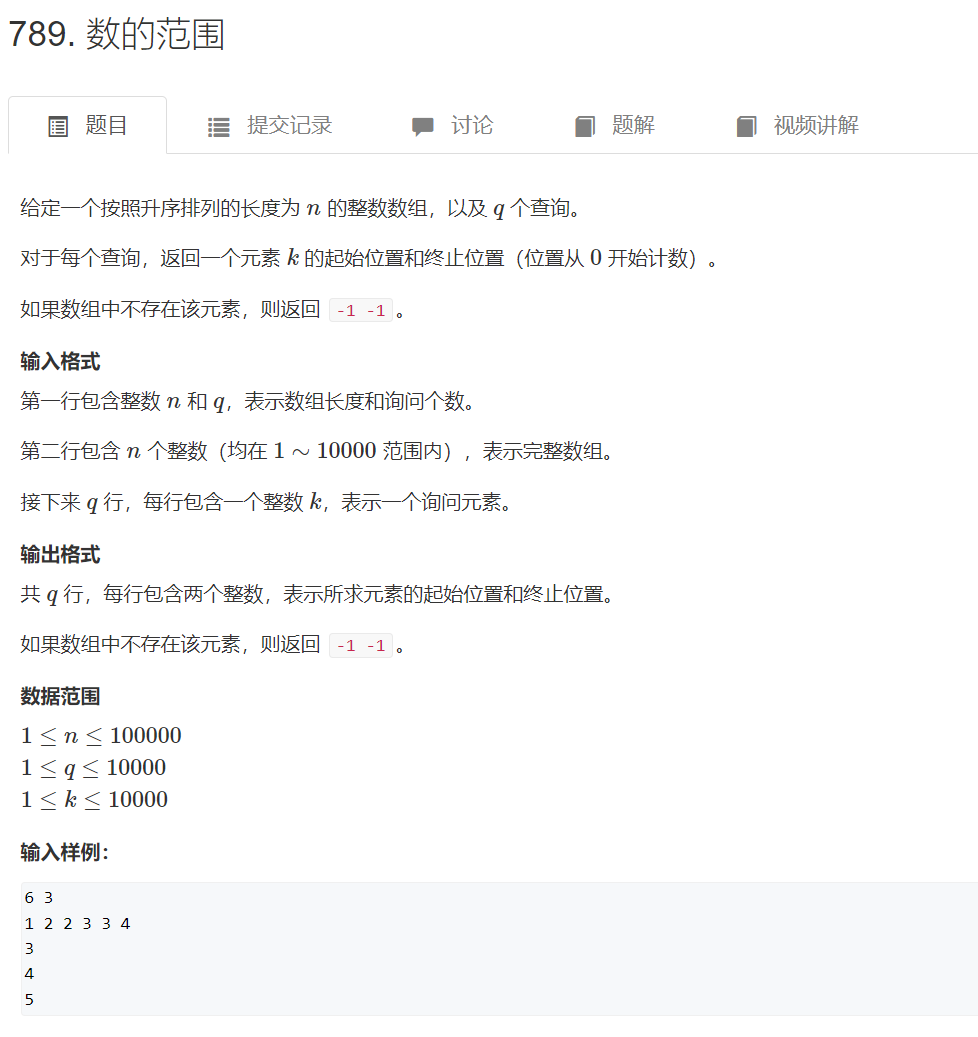 789. 数的范围
题目 提交记录 讨论 题解 视频讲解
给定一个按照升序排列的长度为 n 的整数数组，以及 q 个查询。
对于每个查询，返回一个元素 k 的起始位置和终止位置（位置从 0 开始计数）。
如果数组中不存在该元素，则返回 -1 -1 。
输入格式
第一行包含整数 n 和 q，表示数组长度和询问个数。
第二行包含 n 个整数（均在 1 ∼ 10000 范围内），表示完整数组。
接下来 q 行，每行包含一个整数 k，表示一个询问元素。
输出格式
共 q 行，每行包含两个整数，表示所求元素的起始位置和终止位置。
如果数组中不存在该元素，则返回 -1 -1 。
数据范围
1 ≤ n ≤ 100000
1 ≤ q ≤ 10000
1 ≤ k ≤ 10000
输入样例：
6 3
1 2 2 3 3 4
3
4
5